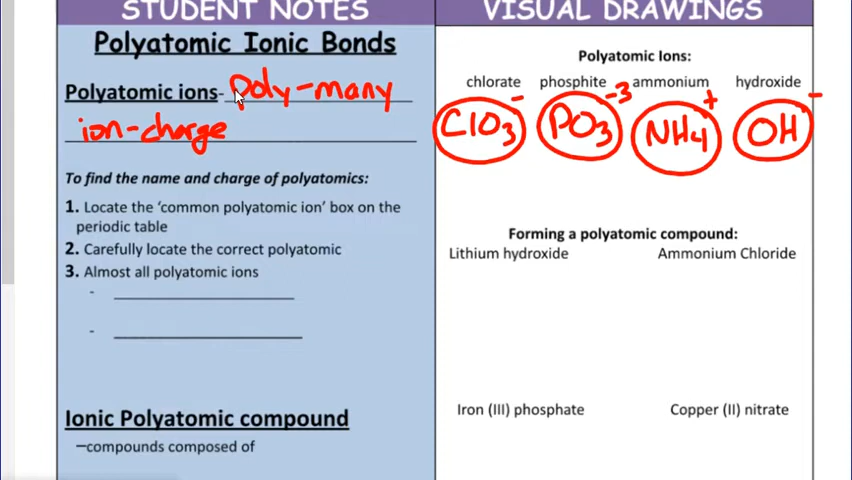 STUDENT NOTES
Polyatomic Ionic Bonds
Polyatomic ions- poly-many
ion-charge
To find the name and charge of polyatomics:
1. Locate the ‘common polyatomic ion’ box on the
periodic table
2. Carefully locate the correct polyatomic
3. Almost all polyatomic ions
-
-
Ionic Polyatomic compound
–compounds composed of
VISUAL DRAWINGS
Polyatomic Ions:
chlorate phosphite ammonium hydroxide
ClO3- PO3-3 NH4+ OH-
Forming a polyatomic compound:
Lithium hydroxide Ammonium Chloride
Iron (III) phosphate Copper (II) nitrate